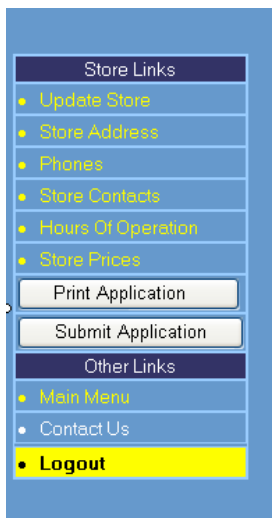 Store Links
Update Store
Store Address
Phones
Store Contacts
Hours Of Operation
Store Prices
Print Application
Submit Application
Other Links
Main Menu
Contact Us
Logout